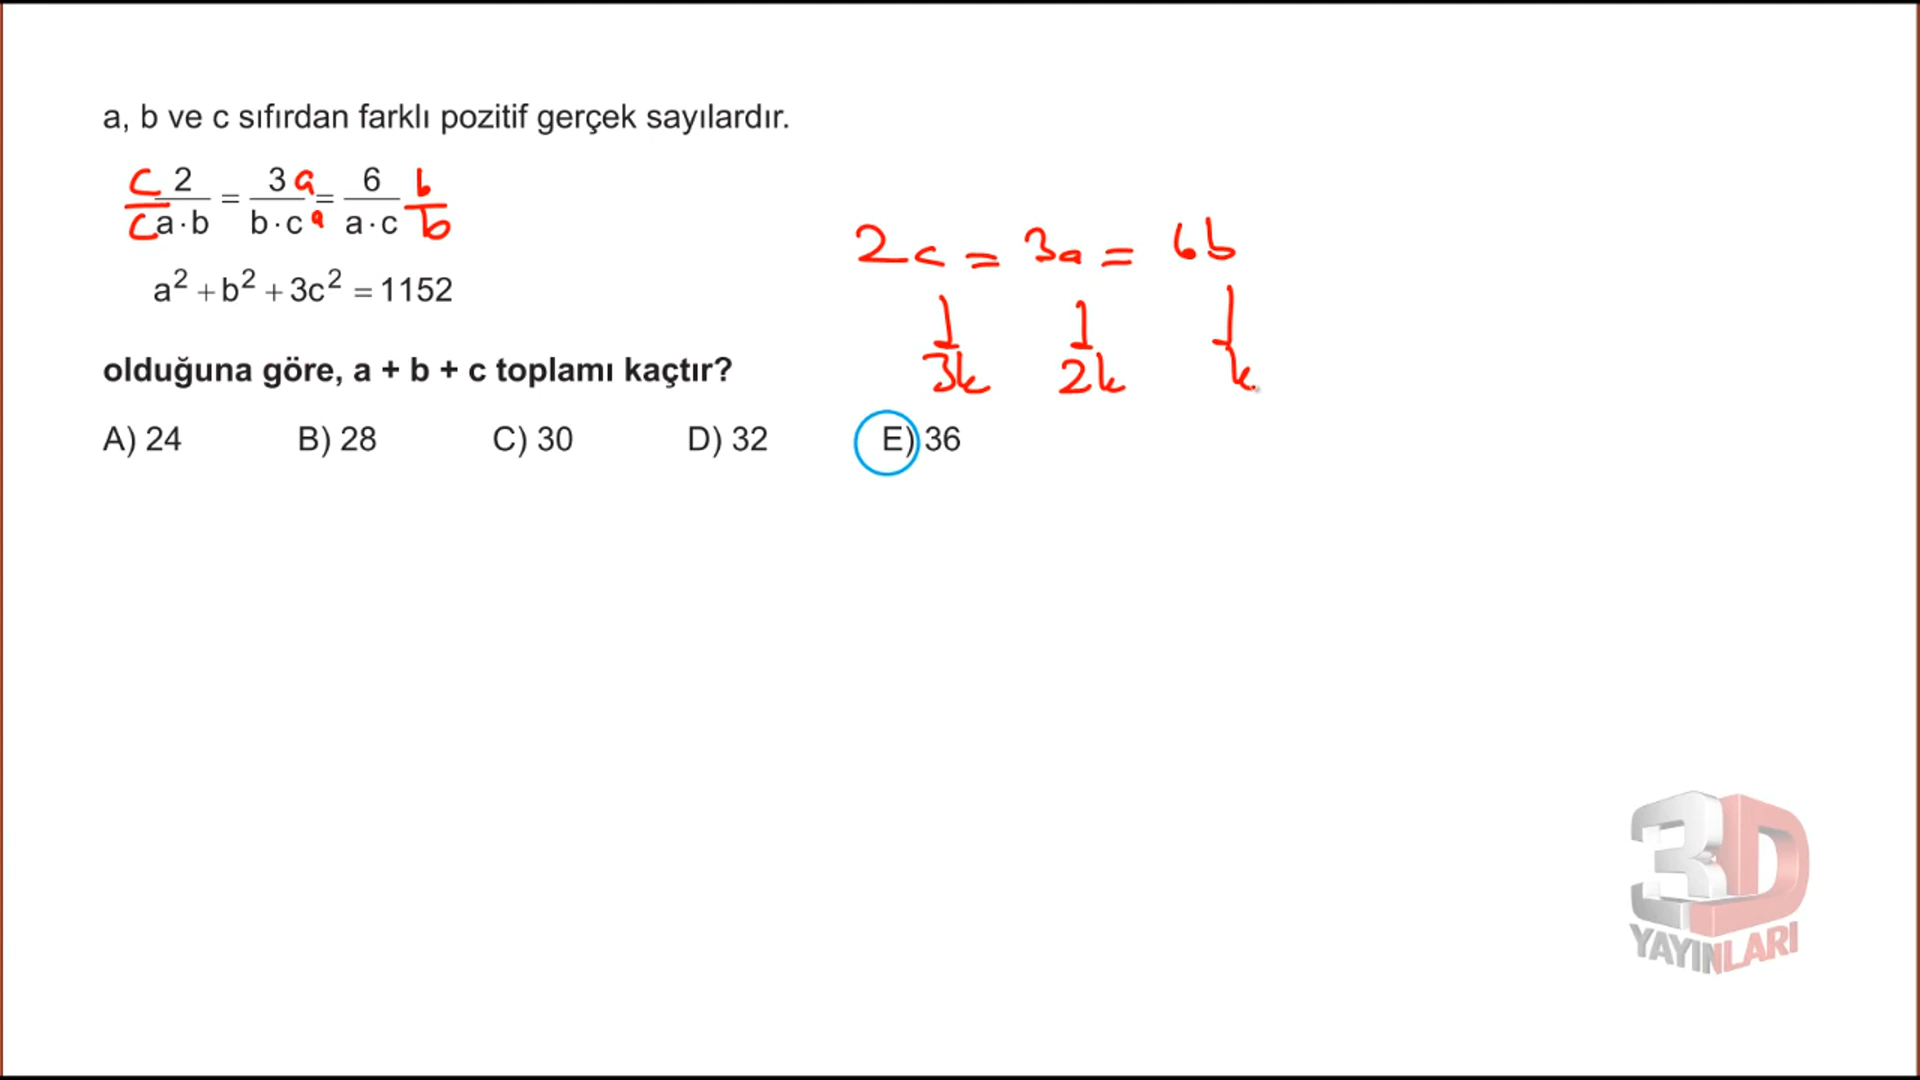 a, b ve c sıfırdan farklı pozitif gerçek sayılardır.
c 2 / c a·b = 3 a / b·c a = 6 b / a·c b
a² + b² + 3c² = 1152
olduğuna göre, a + b + c toplamı kaçtır?
A) 24 B) 28 C) 30 D) 32 E) 36
2c = 3a = 6b
3k 2k k
3D
YAYINLARI